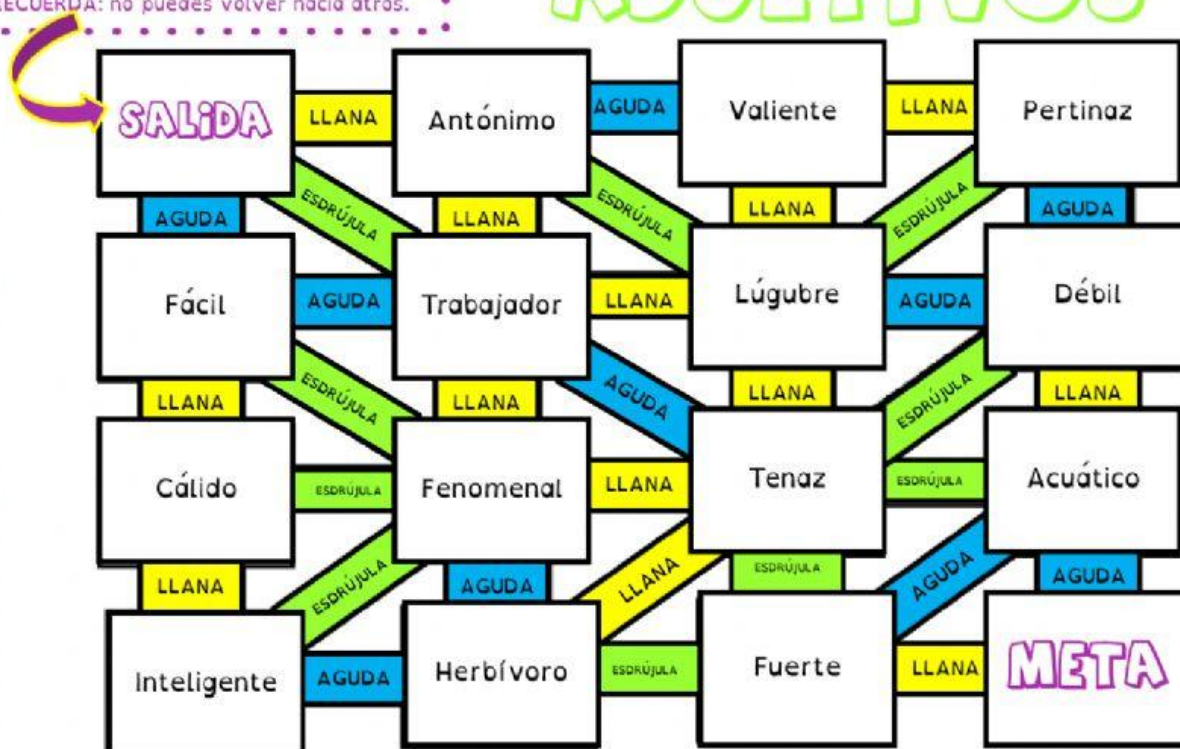 RECUERDA: no puedes volver hacia atrás.
ADJETIVOS
SALIDA LLANA Antónimo AGUDA Valiente LLANA Pertinaz
AGUDA ESDRÚJULA LLANA ESDRÚJULA LLANA ESDRÚJULA AGUDA
Fácil AGUDA Trabajador LLANA Lúgubre AGUDA Débil
LLANA ESDRÚJULA LLANA AGUDA LLANA ESDRÚJULA LLANA
Cálido ESDRÚJULA Fenomenal LLANA Tenaz ESDRÚJULA Acuático
LLANA ESDRÚJULA AGUDA LLANA ESDRÚJULA AGUDA AGUDA
Inteligente AGUDA Herbívoro ESDRÚJULA Fuerte LLANA META